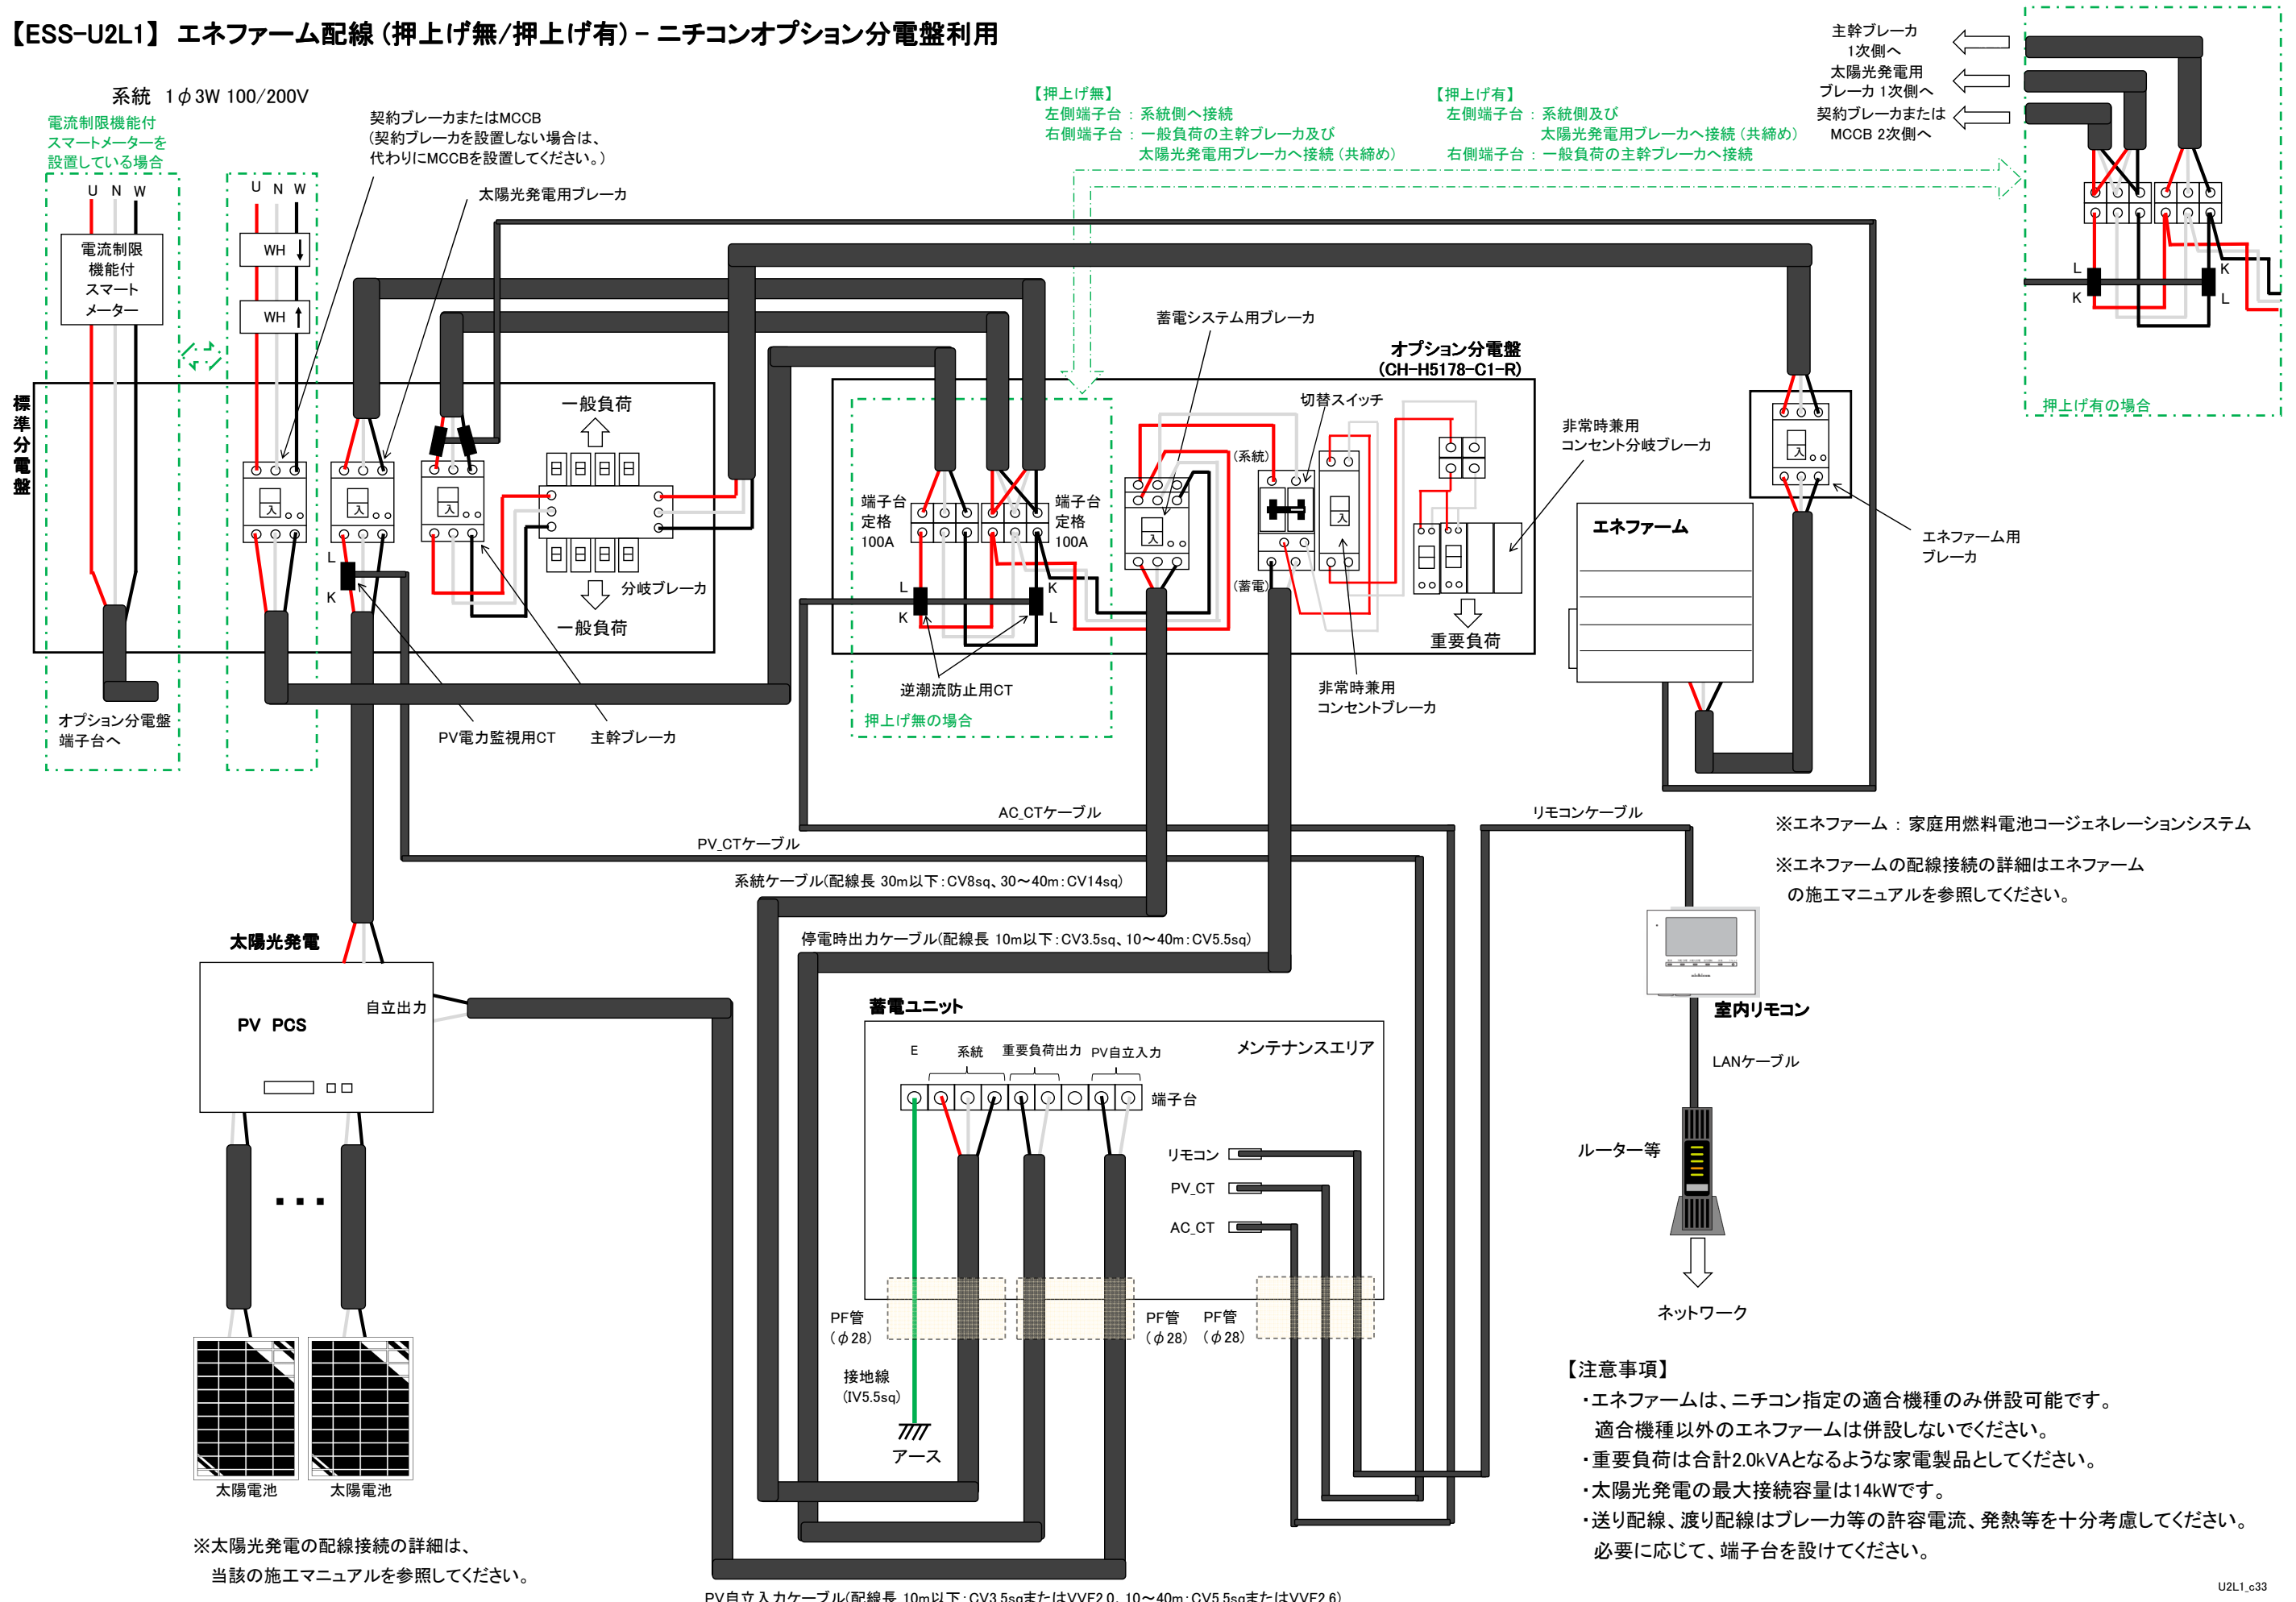 【ESS-U2L1】 エネファーム配線 (押上げ無/押上げ有) − ニチコンオプション分電盤利用
系統 1φ3W 100/200V
電流制限機能付
スマートメーターを
設置している場合
契約ブレーカまたはMCCB
(契約ブレーカを設置しない場合は、
代わりにMCCBを設置してください。)
太陽光発電用ブレーカ
【押上げ無】
左側端子台 : 系統側へ接続
右側端子台 : 一般負荷の主幹ブレーカ及び
太陽光発電用ブレーカへ接続 (共締め)
【押上げ有】
左側端子台 : 系統側及び
太陽光発電用ブレーカへ接続 (共締め)
右側端子台 : 一般負荷の主幹ブレーカへ接続
主幹ブレーカ
1次側へ
太陽光発電用
ブレーカ 1次側へ
契約ブレーカまたは
MCCB 2次側へ
U N W
U N W
電流制限
機能付
スマート
メーター
WH
WH
L
K
K
L
押上げ有の場合
標準分電盤
一般負荷
入
入
入
分岐ブレーカ
一般負荷
L
K
オプション分電盤
端子台へ
PV電力監視用CT
主幹ブレーカ
蓄電システム用ブレーカ
オプション分電盤
(CH-H5178-C1-R)
切替スイッチ
端子台
定格
100A
端子台
定格
100A
(系統)
(蓄電)
入
入
L
K
K
L
逆潮流防止用CT
押上げ無の場合
非常時兼用
コンセント分岐ブレーカ
重要負荷
非常時兼用
コンセントブレーカ
入
エネファーム
エネファーム用
ブレーカ
AC_CTケーブル
リモコンケーブル
PV_CTケーブル
系統ケーブル(配線長 30m以下:CV8sq、30～40m:CV14sq)
停電時出力ケーブル(配線長 10m以下:CV3.5sq、10～40m:CV5.5sq)
※エネファーム : 家庭用燃料電池コージェネレーションシステム
※エネファームの配線接続の詳細はエネファーム
の施工マニュアルを参照してください。
太陽光発電
自立出力
PV PCS
蓄電ユニット
メンテナンスエリア
E
系統
重要負荷出力
PV自立入力
端子台
リモコン
PV_CT
AC_CT
PF管
(φ28)
PF管
(φ28)
PF管
(φ28)
接地線
(IV5.5sq)
アース
室内リモコン
LANケーブル
ルーター等
ネットワーク
太陽電池
太陽電池
※太陽光発電の配線接続の詳細は、
当該の施工マニュアルを参照してください。
PV自立入力ケーブル(配線長 10m以下:CV3.5sqまたはVVF2.0、10～40m:CV5.5sqまたはVVF2.6)
【注意事項】
・エネファームは、ニチコン指定の適合機種のみ併設可能です。
適合機種以外のエネファームは併設しないでください。
・重要負荷は合計2.0kVAとなるような家電製品としてください。
・太陽光発電の最大接続容量は14kWです。
・送り配線、渡り配線はブレーカ等の許容電流、発熱等を十分考慮してください。
必要に応じて、端子台を設けてください。
U2L1_c33